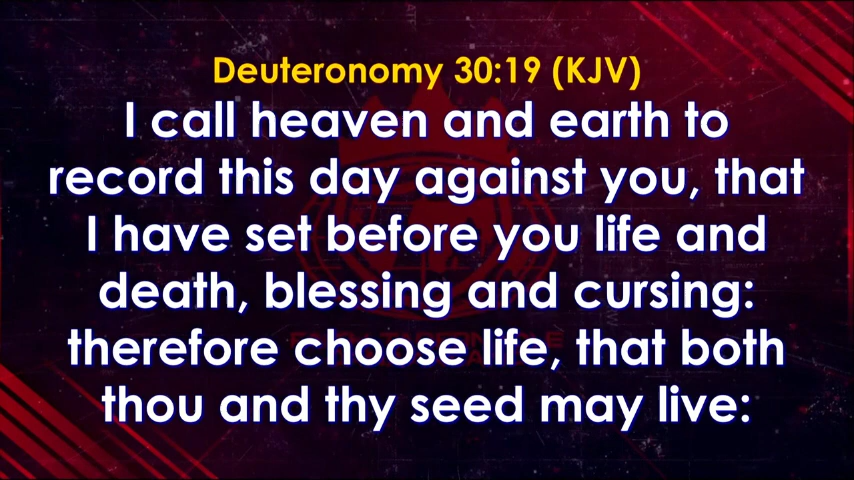 Deuteronomy 30:19 (KJV)
I call heaven and earth to
record this day against you, that
I have set before you life and
death, blessing and cursing:
therefore choose life, that both
thou and thy seed may live: